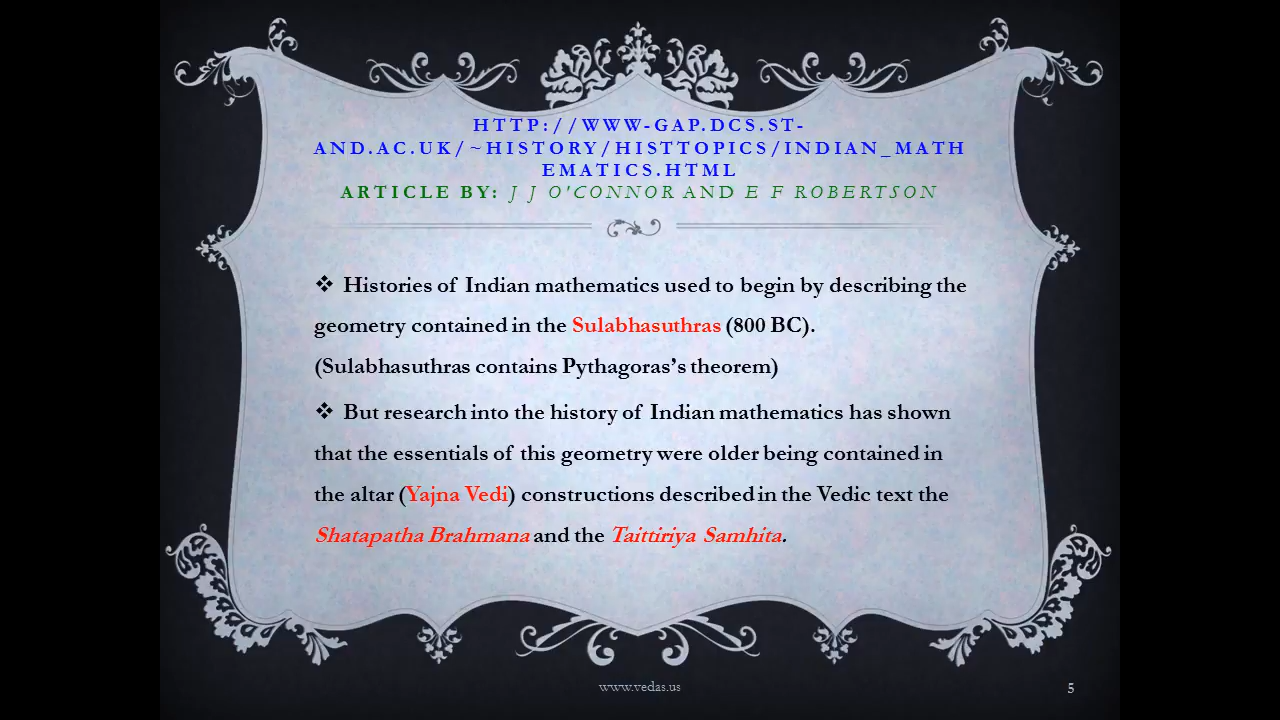 HTTP://WWW-GAP.DCS.ST-
AND.AC.UK/~HISTORY/HISTTOPICS/INDIAN_MATH
EMATICS.HTML
ARTICLE BY: J J O'CONNOR AND E F ROBERTSON
❖ Histories of Indian mathematics used to begin by describing the
geometry contained in the Sulabhasuthras (800 BC).
(Sulabhasuthras contains Pythagoras’s theorem)
❖ But research into the history of Indian mathematics has shown
that the essentials of this geometry were older being contained in
the altar (Yajna Vedi) constructions described in the Vedic text the
Shatapatha Brahmana and the Taittiriya Samhita.
www.vedas.us
5